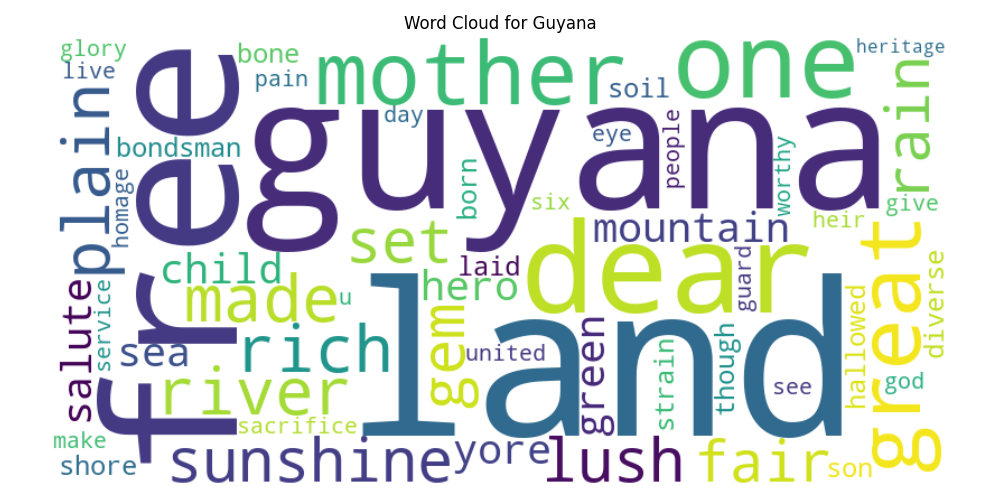 Word Cloud for Guyana
glory
live
bone
pain
mother
one
heritage
soil
day
eye
people
rain
plain
free
guyana
bondsman
homage
born
worthy
six
give
heir
mountain
set
dear
child
laid
guard
hero
made
u
land
great
diverse
salute
service
sea
rich
gem
united
green
strain
though
see
hallowed
god
river
sacrifice
make
shore
sunshine
yore
lush
fair
son